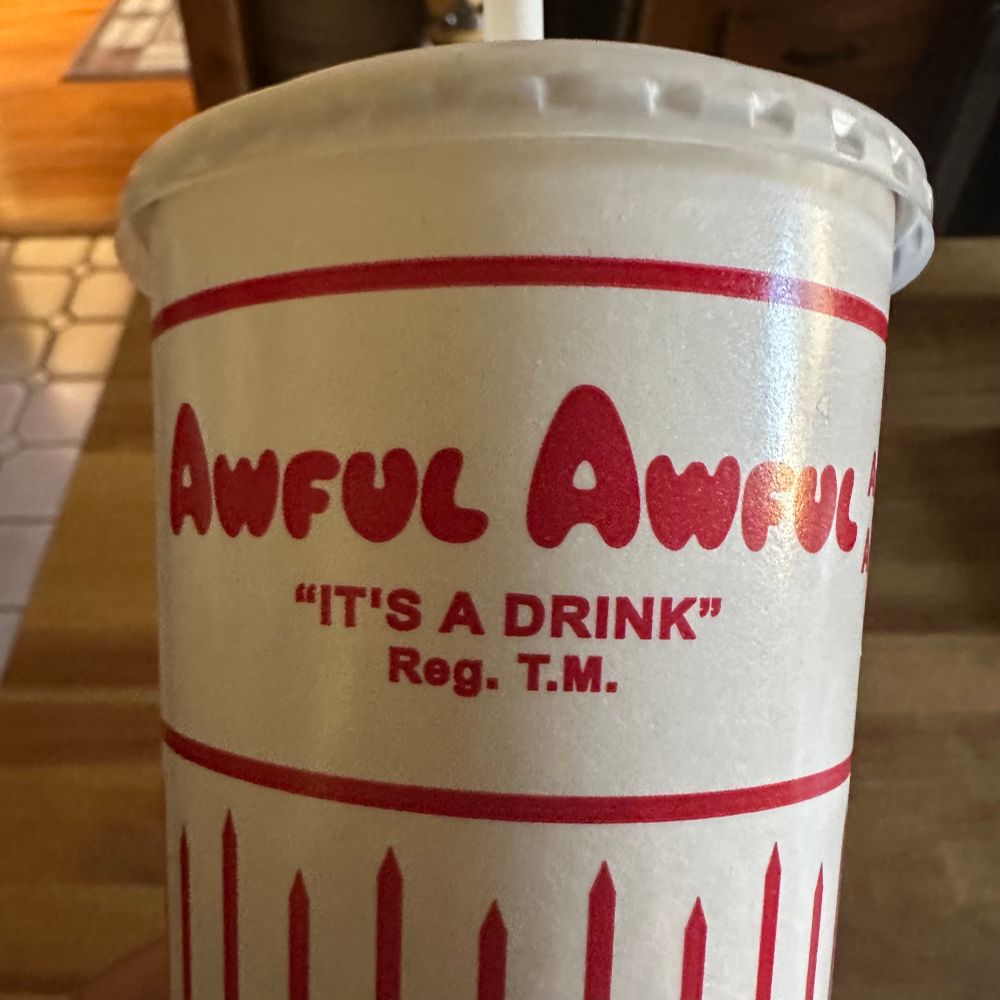 AWFUL AWFUL
“IT'S A DRINK”
Reg. T.M.